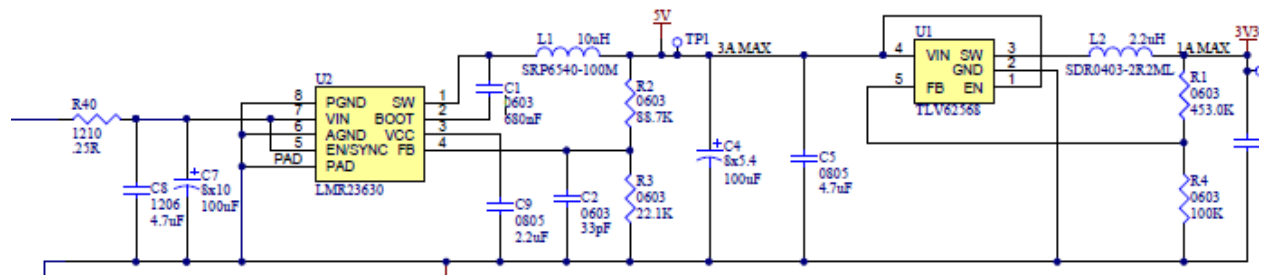 5V
TP1
3A MAX
L1 10uH
SRP6540-100M
U1
4 VIN SW 3
GND 2
5 FB EN 1
TLV62568
L2 2.2uH
SDR0403-2R2ML
1A MAX
3V3
R40
1210
.25R
U2
8 PGND SW 1
7 VIN BOOT 2
6 AGND VCC 3
5 EN/SYNC FB 4
PAD PAD
LMR23630
C1
0603
680nF
R2
0603
88.7K
R1
0603
453.0K
C8
1206
4.7uF
C7
8x10
100uF
C9
0805
2.2uF
C2
0603
33pF
R3
0603
22.1K
C4
8x5.4
100uF
C5
0805
4.7uF
R4
0603
100K